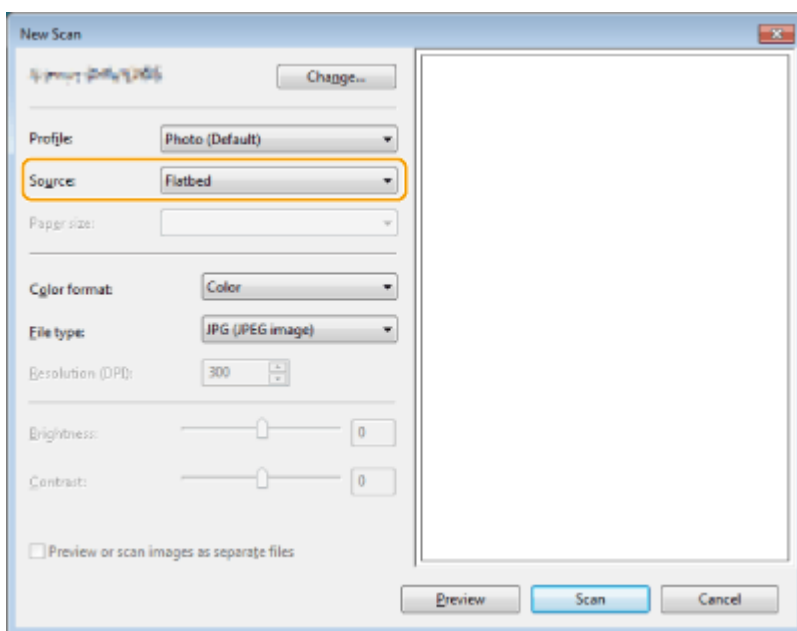 New Scan
Change...
Profile: Photo (Default)
Source: Flatbed
Paper size:
Color format: Color
File type: JPG (JPEG image)
Resolution (DPI): 300
Brightness: 0
Contrast: 0
Preview or scan images as separate files
Preview Scan Cancel